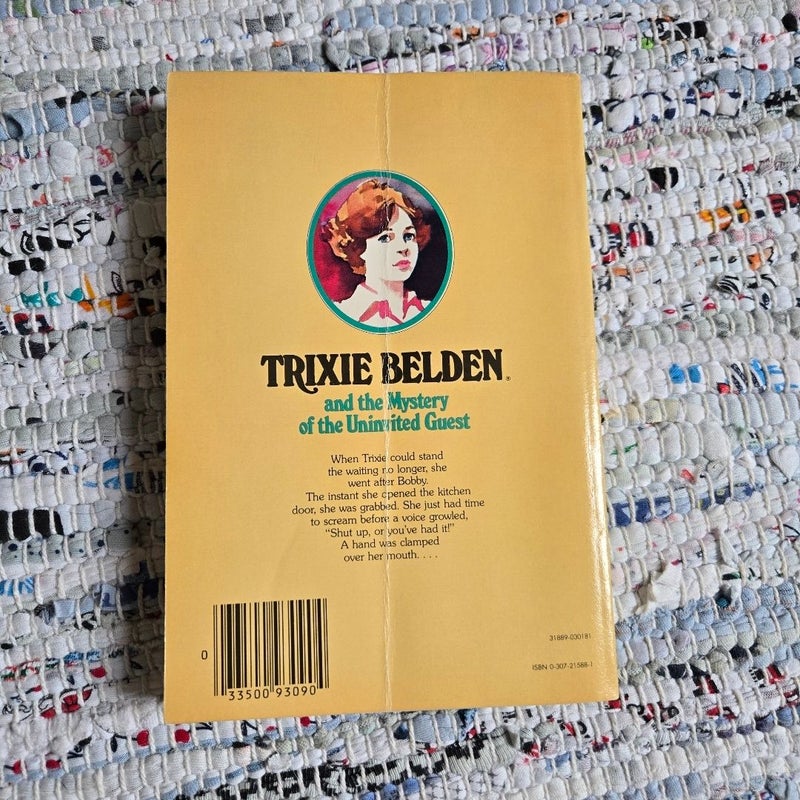 TRIXIE BELDEN®
and the Mystery
of the Uninvited Guest
When Trixie could stand
the waiting no longer, she
went after Bobby.
The instant she opened the kitchen
door, she was grabbed. She just had time
to scream before a voice growled,
"Shut up, or you've had it!"
A hand was clamped
over her mouth. . . .
31889-030181
0
33500 93090
ISBN 0-307-21588-1